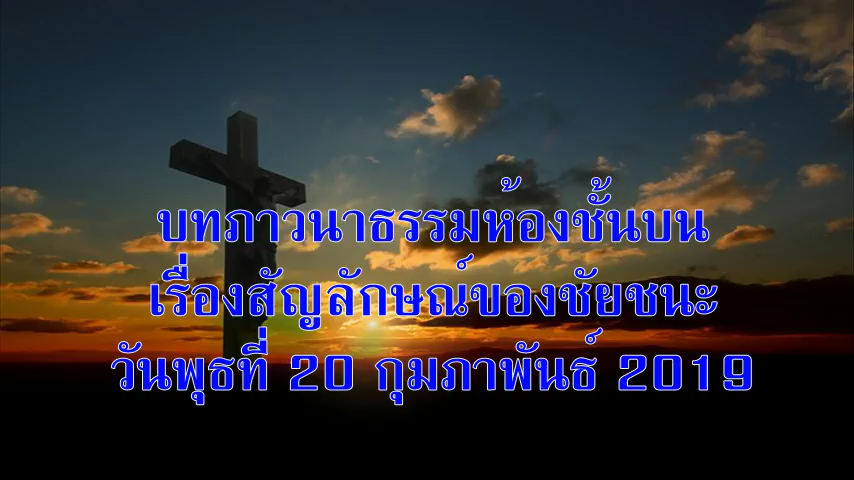 บทภาวนาธรรมห้องชั้นบน
เรื่องสัญลักษณ์ของชัยชนะ
วันพุธที่ 20 กุมภาพันธ์ 2019